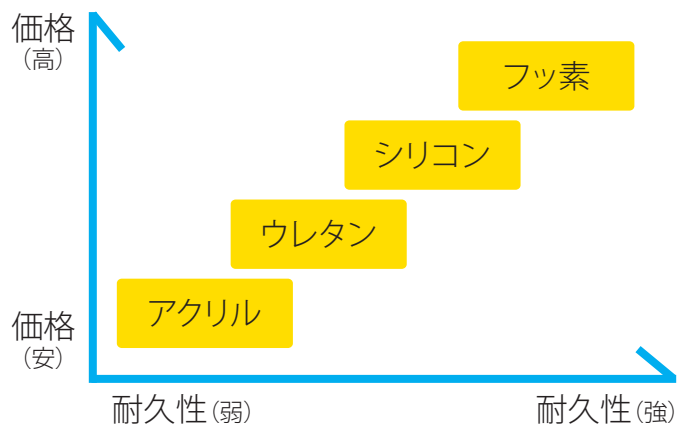 価格
（高）
フッ素
シリコン
ウレタン
アクリル
価格
（安）
耐久性（弱）
耐久性（強）